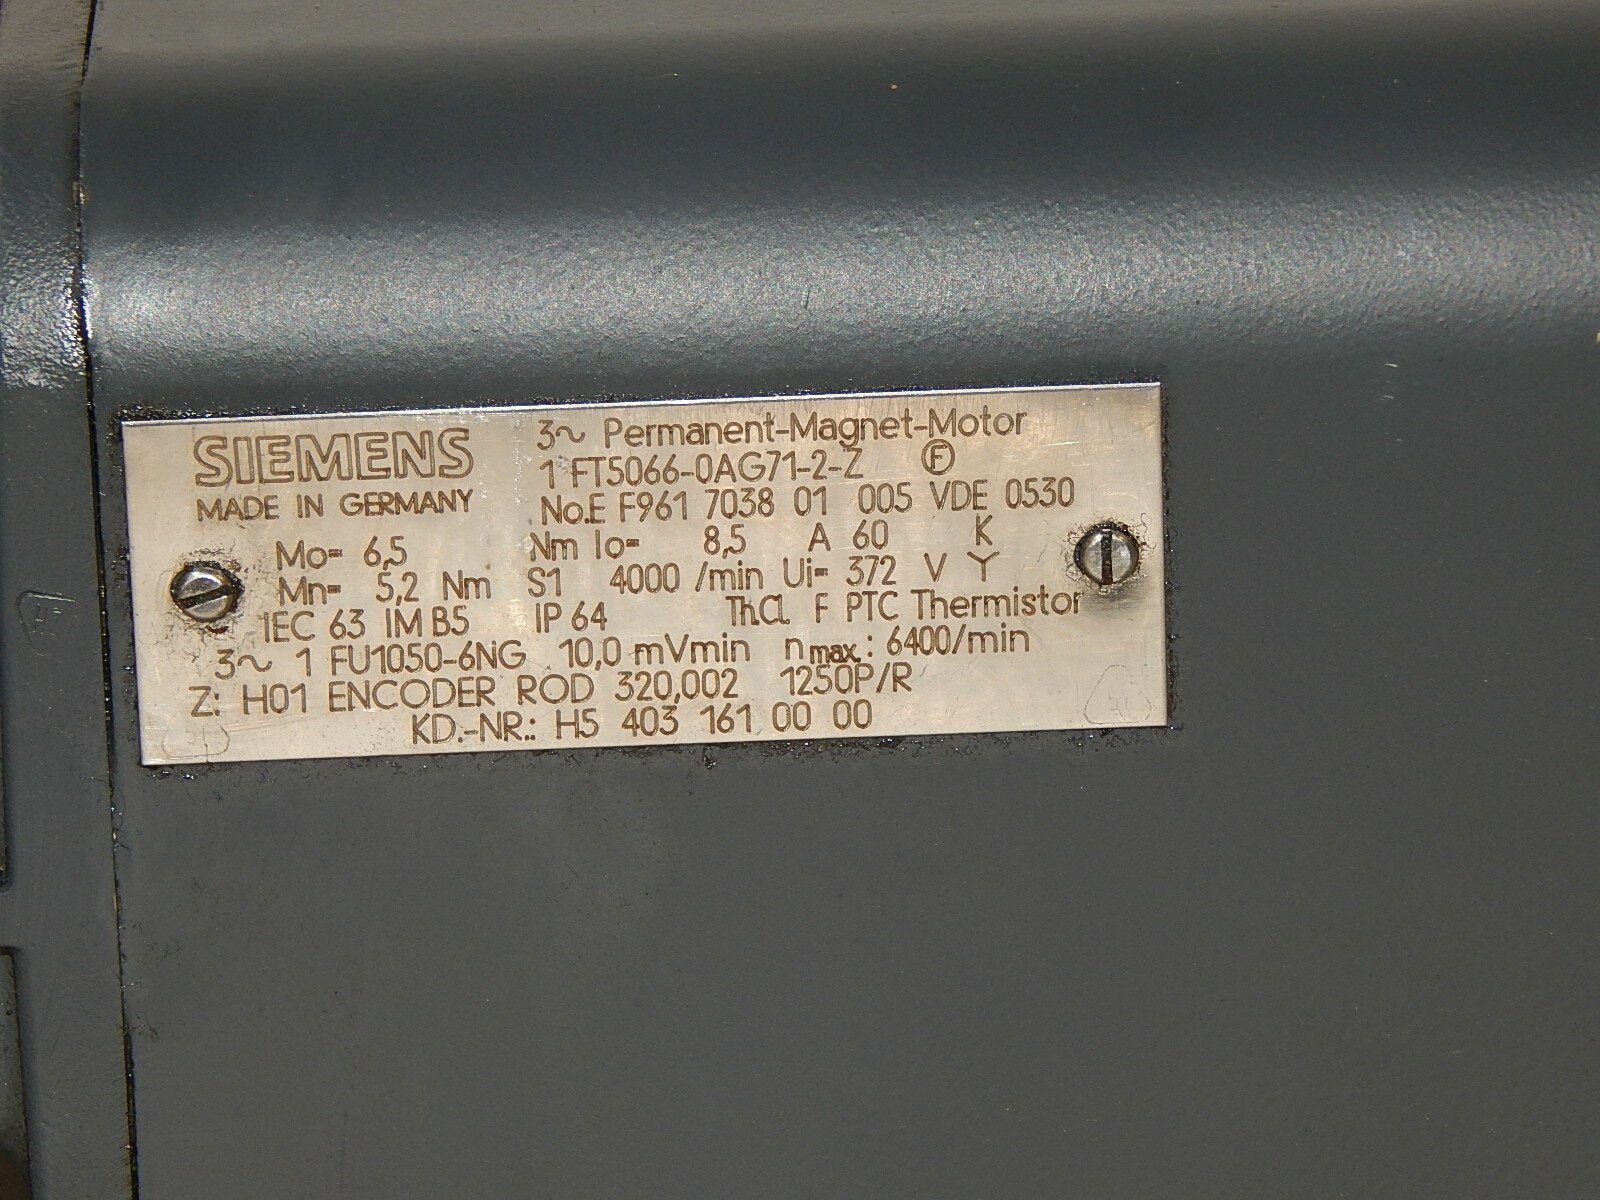 SIEMENS
MADE IN GERMANY
3~ Permanent-Magnet-Motor
1 FT5066-0AG71-2-Z Ⓕ
No.E F961 7038 01 005 VDE 0530
Mo= 6,5 Nm Io= 8,5 A 60 K
Mn= 5,2 Nm S1 4000 /min Ui= 372 V Y
IEC 63 IM B5 IP 64 Th.Cl. F PTC Thermistor
3~ 1 FU1050-6NG 10,0 mVmin nmax.: 6400/min
Z: H01 ENCODER ROD 320.002 1250P/R
KD.-NR.: H5 403 161 00 00